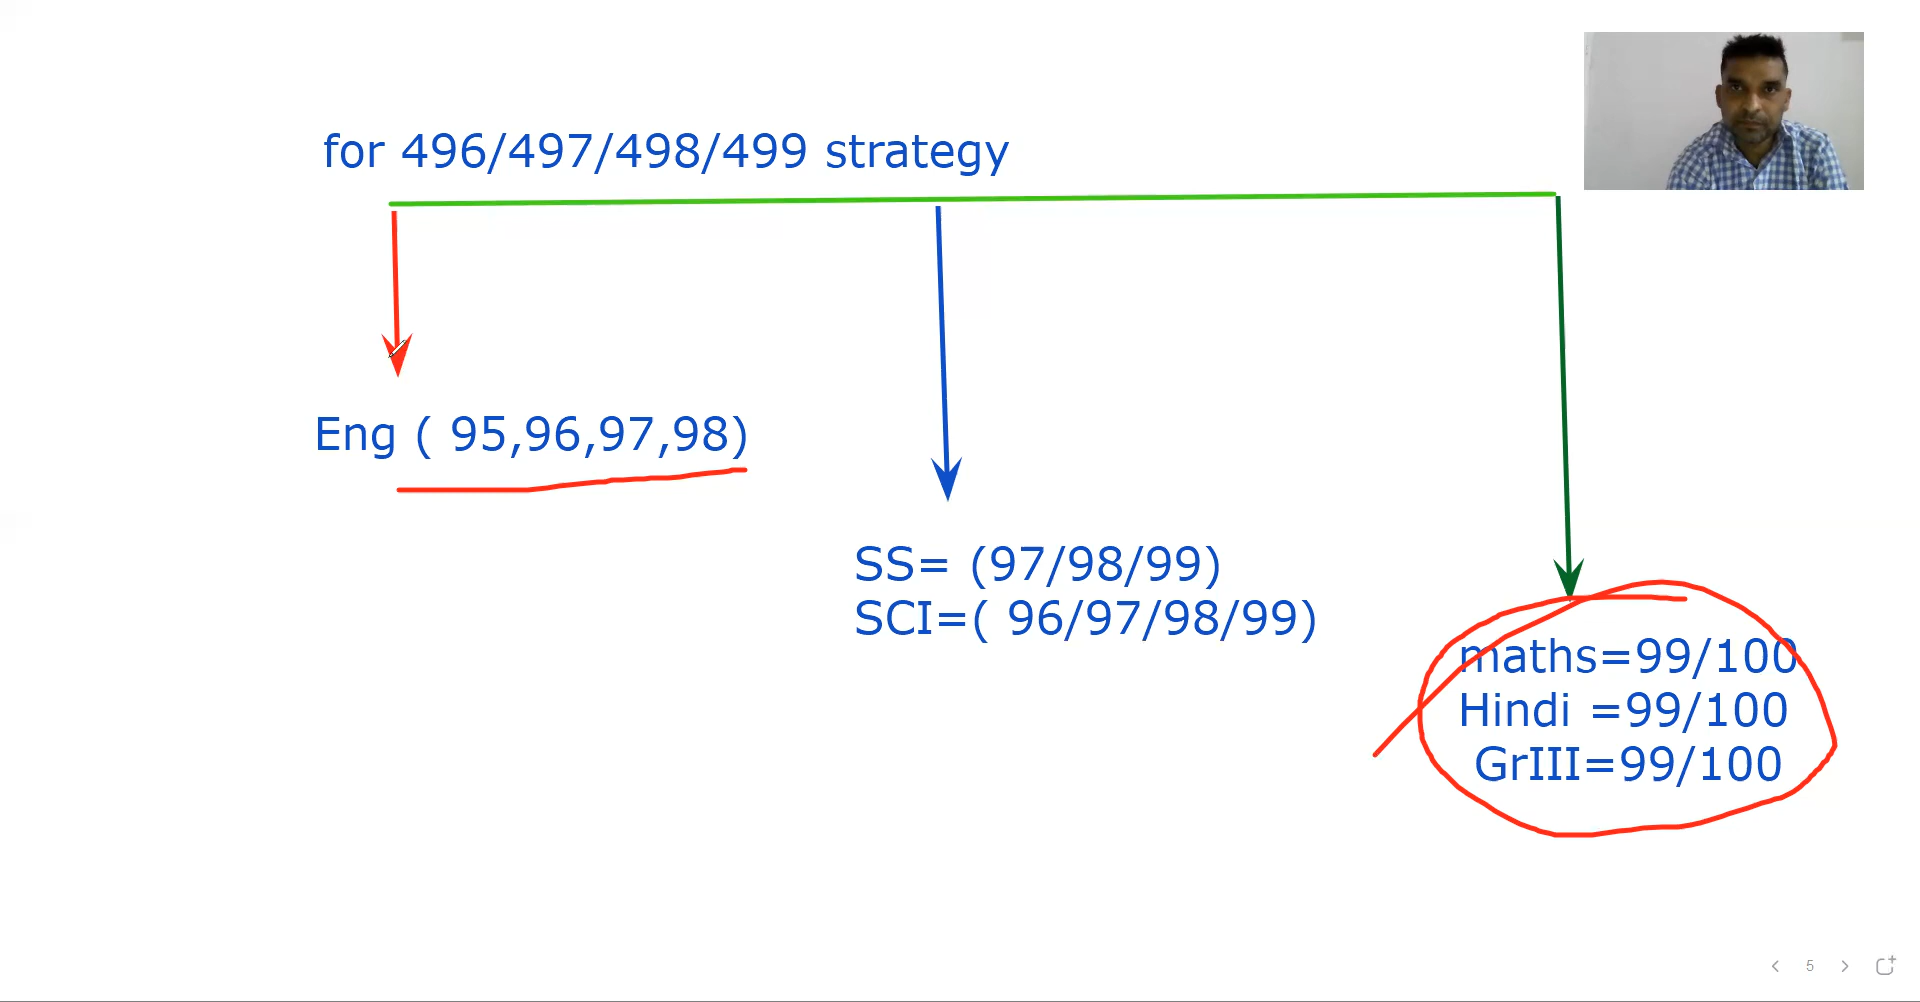 for 496/497/498/499 strategy
Eng ( 95,96,97,98)
SS= (97/98/99)
SCI=( 96/97/98/99)
maths=99/100
Hindi =99/100
GrIII=99/100
5